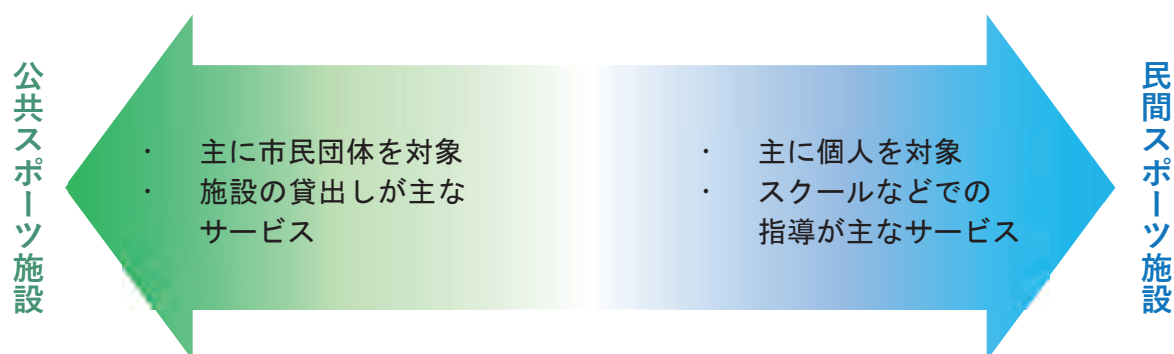 公共スポーツ施設
・ 主に市民団体を対象
・ 施設の貸出しが主な
サービス
・ 主に個人を対象
・ スクールなどでの
指導が主なサービス
民間スポーツ施設